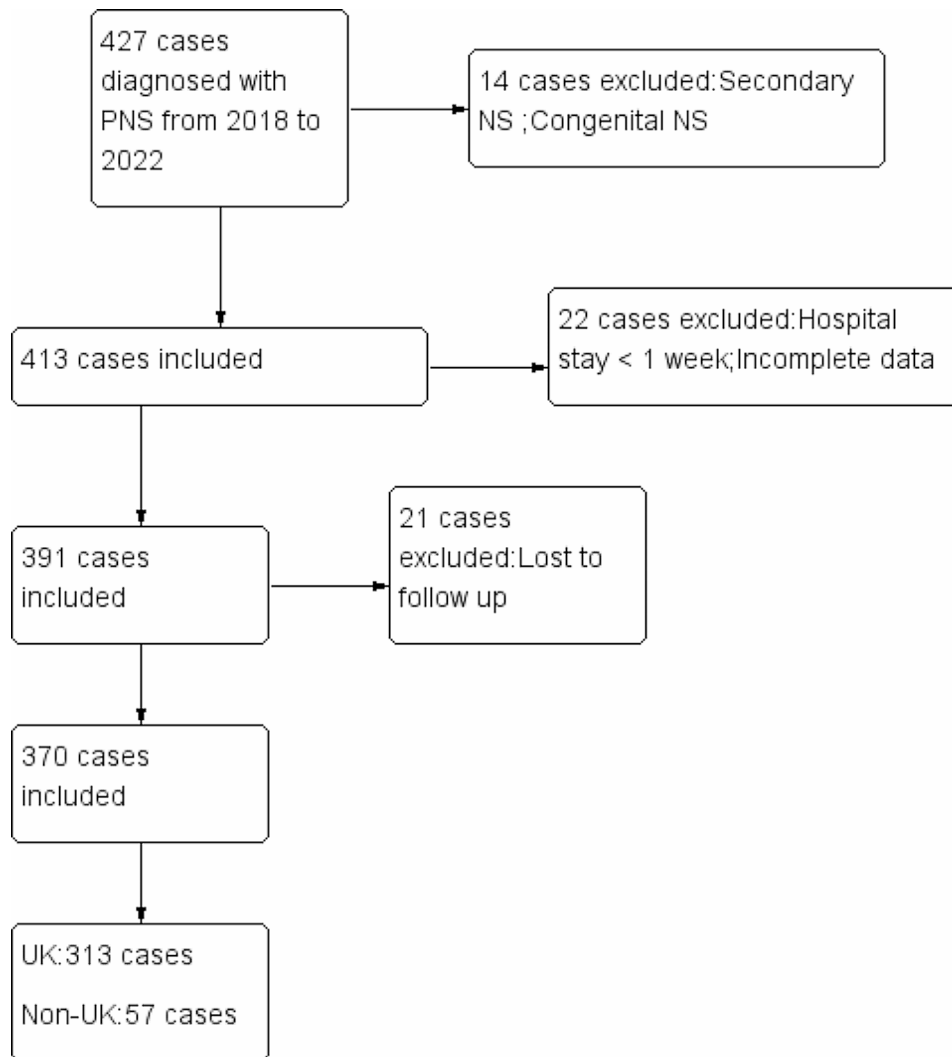 427 cases
diagnosed with
PNS from 2018 to
2022
14 cases excluded:Secondary
NS ;Congenital NS
413 cases included
22 cases excluded:Hospital
stay < 1 week;Incomplete data
391 cases
included
21 cases
excluded:Lost to
follow up
370 cases
included
UK:313 cases
Non-UK:57 cases